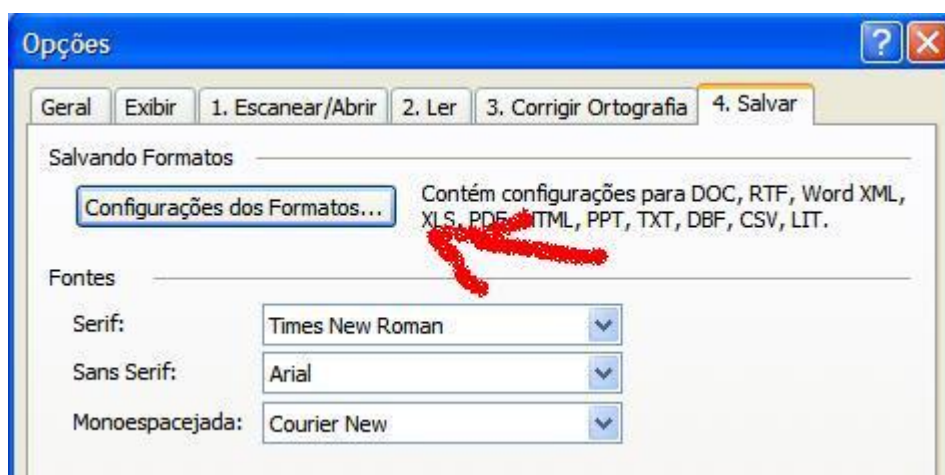 Opções
Geral Exibir 1. Escanear/Abrir 2. Ler 3. Corrigir Ortografia 4. Salvar
Salvando Formatos
Configurações dos Formatos... Contém configurações para DOC, RTF, Word XML,
XLS, PDF, HTML, PPT, TXT, DBF, CSV, LIT.
Fontes
Serif: Times New Roman
Sans Serif: Arial
Monoespacejada: Courier New